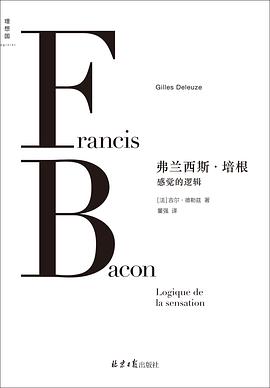 理想国
imaginist
Gilles Deleuze
Francis
Bacon
弗兰西斯·培根
感觉的逻辑
［法］吉尔·德勒兹 著
董强 译
Logique de
la sensation
北京日报出版社